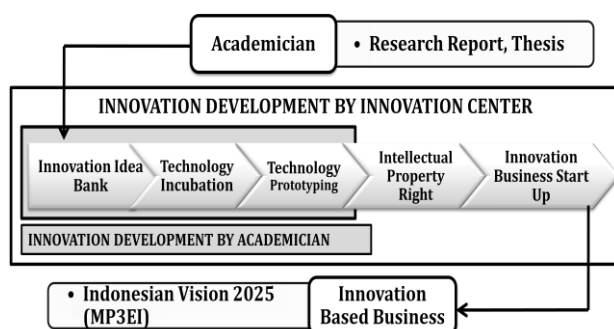 Academician
• Research Report, Thesis
INNOVATION DEVELOPMENT BY INNOVATION CENTER
Innovation Idea
Bank
Technology
Incubation
Technology
Prototyping
Intellectual
Property
Right
Innovation
Business Start
Up
INNOVATION DEVELOPMENT BY ACADEMICIAN
• Indonesian Vision 2025
(MP3EI)
Innovation
Based Business